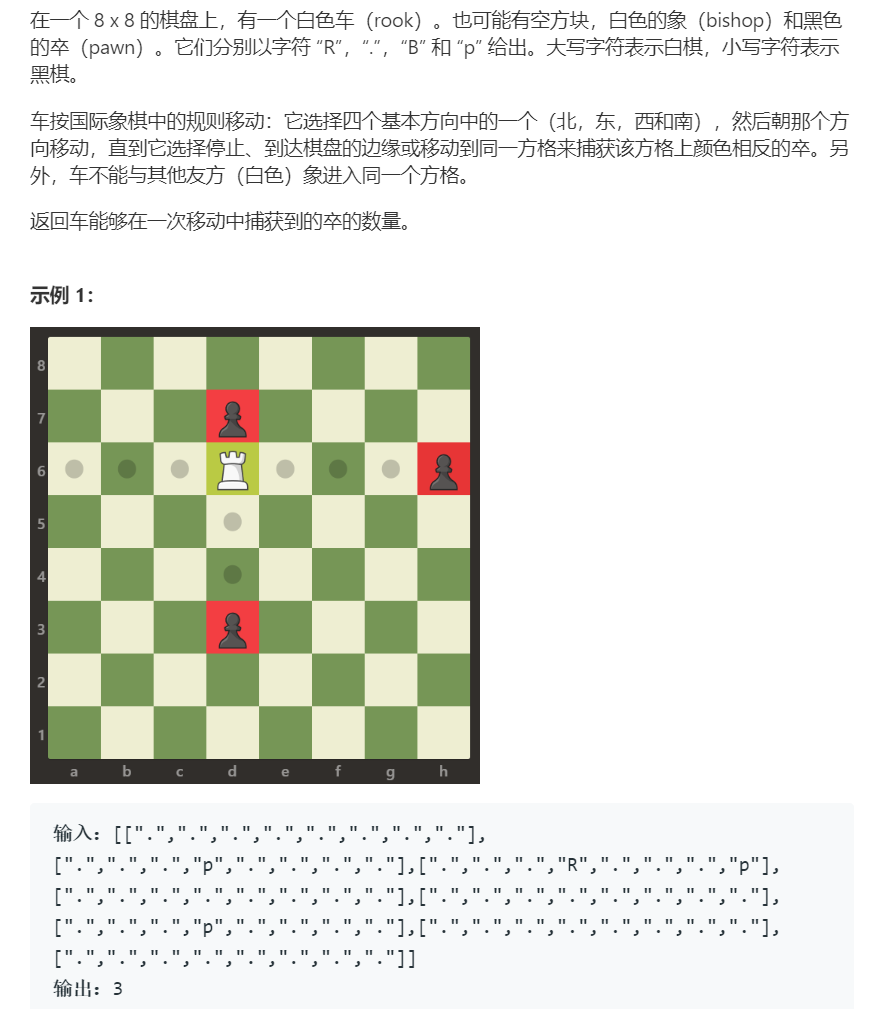 在一个 8 x 8 的棋盘上，有一个白色车（rook）。也可能有空方块，白色的象（bishop）和黑色
的卒（pawn）。它们分别以字符 “R”，“.”，“B” 和 “p” 给出。大写字符表示白棋，小写字符表示
黑棋。
车按国际象棋中的规则移动：它选择四个基本方向中的一个（北，东，西和南），然后朝那个方
向移动，直到它选择停止、到达棋盘的边缘或移动到同一方格来捕获该方格上颜色相反的卒。另
外，车不能与其他友方（白色）象进入同一个方格。
返回车能够在一次移动中捕获到的卒的数量。
示例 1：
8
7
6
5
4
3
2
1
a b c d e f g h
输入：[[".",".",".",".",".",".",".","."],
[".",".",".","p",".",".",".","."],[".",".",".","R",".",".",".","p"],
[".",".",".",".",".",".",".","."],[".",".",".",".",".",".",".","."],
[".",".",".","p",".",".",".","."],[".",".",".",".",".",".",".","."],
[".",".",".",".",".",".",".","."]]
输出：3